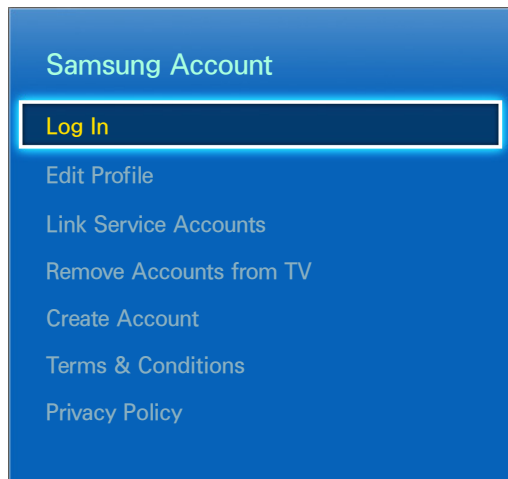 Samsung Account
Log In
Edit Profile
Link Service Accounts
Remove Accounts from TV
Create Account
Terms & Conditions
Privacy Policy